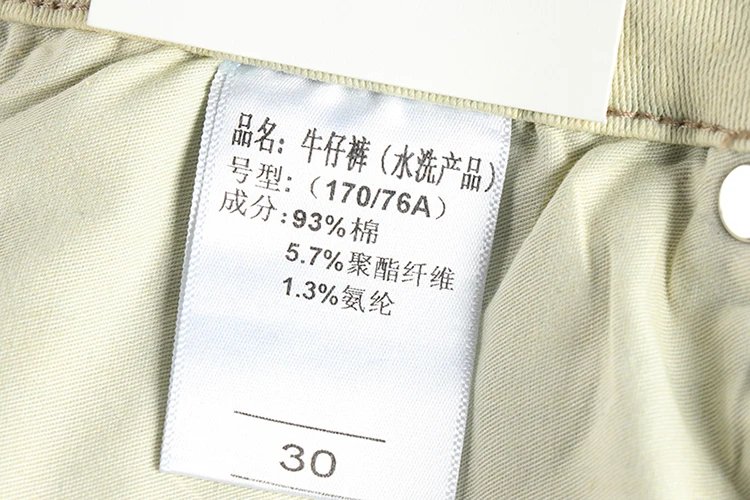 品名：牛仔裤（水洗产品）
号型：（170/76A）
成分：93%棉
5.7%聚酯纤维
1.3%氨纶
30